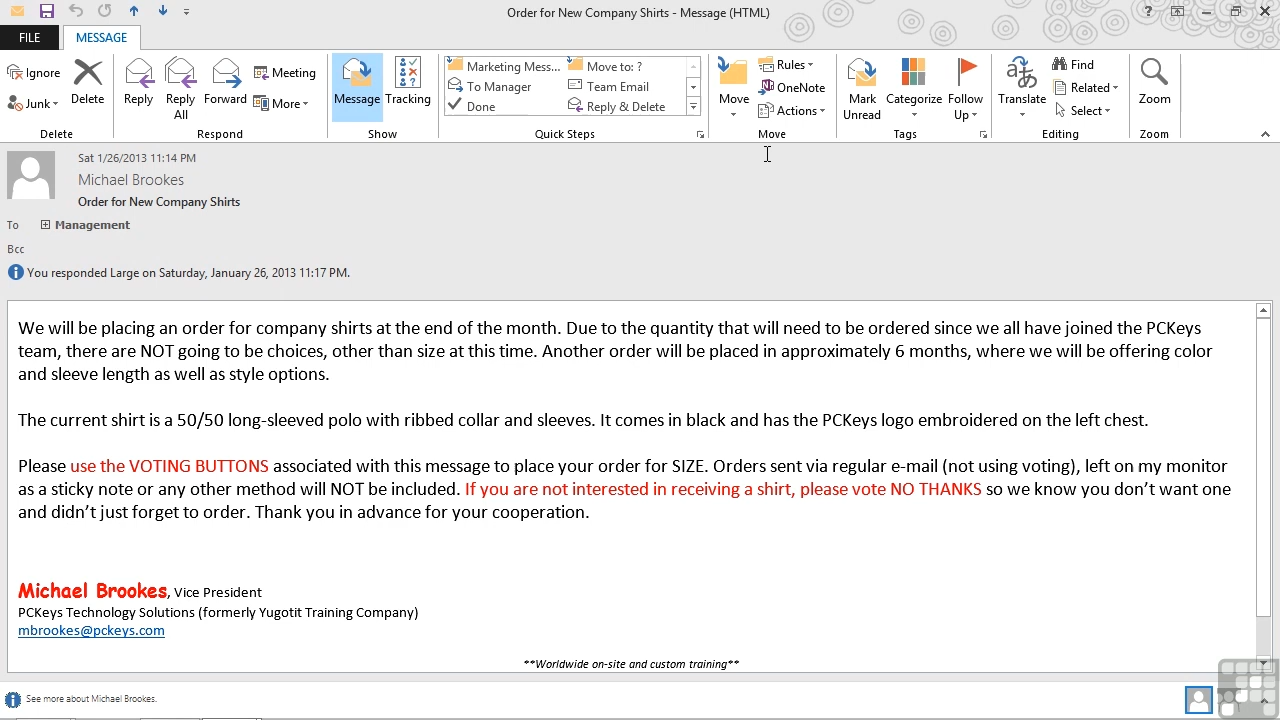 Order for New Company Shirts - Message (HTML)
?
FILE
MESSAGE
Ignore
Junk
Delete
Delete
Reply
Reply All
Forward
Meeting
More
Respond
Message
Tracking
Show
Marketing Mess...
To Manager
Done
Move to: ?
Team Email
Reply & Delete
Quick Steps
Move
Rules
OneNote
Actions
Move
Mark Unread
Categorize
Follow Up
Tags
Translate
Find
Related
Select
Editing
Zoom
Zoom
Sat 1/26/2013 11:14 PM
Michael Brookes
Order for New Company Shirts
To Management
Bcc
You responded Large on Saturday, January 26, 2013 11:17 PM.
We will be placing an order for company shirts at the end of the month. Due to the quantity that will need to be ordered since we all have joined the PCKeys
team, there are NOT going to be choices, other than size at this time. Another order will be placed in approximately 6 months, where we will be offering color
and sleeve length as well as style options.
The current shirt is a 50/50 long-sleeved polo with ribbed collar and sleeves. It comes in black and has the PCKeys logo embroidered on the left chest.
Please use the VOTING BUTTONS associated with this message to place your order for SIZE. Orders sent via regular e-mail (not using voting), left on my monitor
as a sticky note or any other method will NOT be included. If you are not interested in receiving a shirt, please vote NO THANKS so we know you don’t want one
and didn’t just forget to order. Thank you in advance for your cooperation.
Michael Brookes, Vice President
PCKeys Technology Solutions (formerly Yugotit Training Company)
mbrookes@pckeys.com
**Worldwide on-site and custom training**
See more about Michael Brookes.